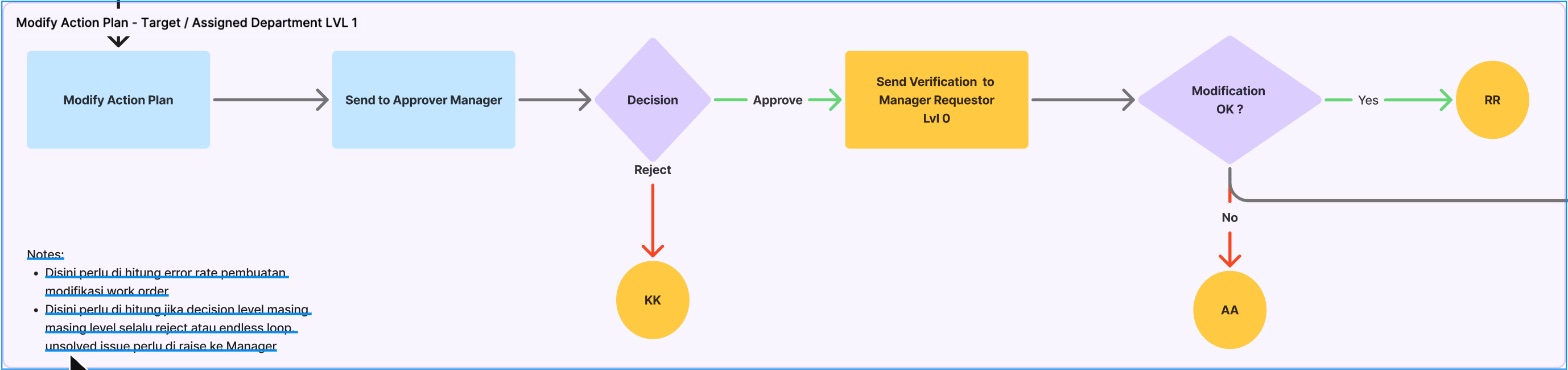 Modify Action Plan - Target / Assigned Department LVL 1
Modify Action Plan
Send to Approver Manager
Decision
Approve
Send Verification to
Manager Requestor
Lvl 0
Modification
OK ?
Yes
RR
Reject
No
KK
AA
Notes:
Disini perlu di hitung error rate pembuatan
modifikasi work order
Disini perlu di hitung jika decision level masing
masing level selalu reject atau endless loop
unsolved issue perlu di raise ke Manager